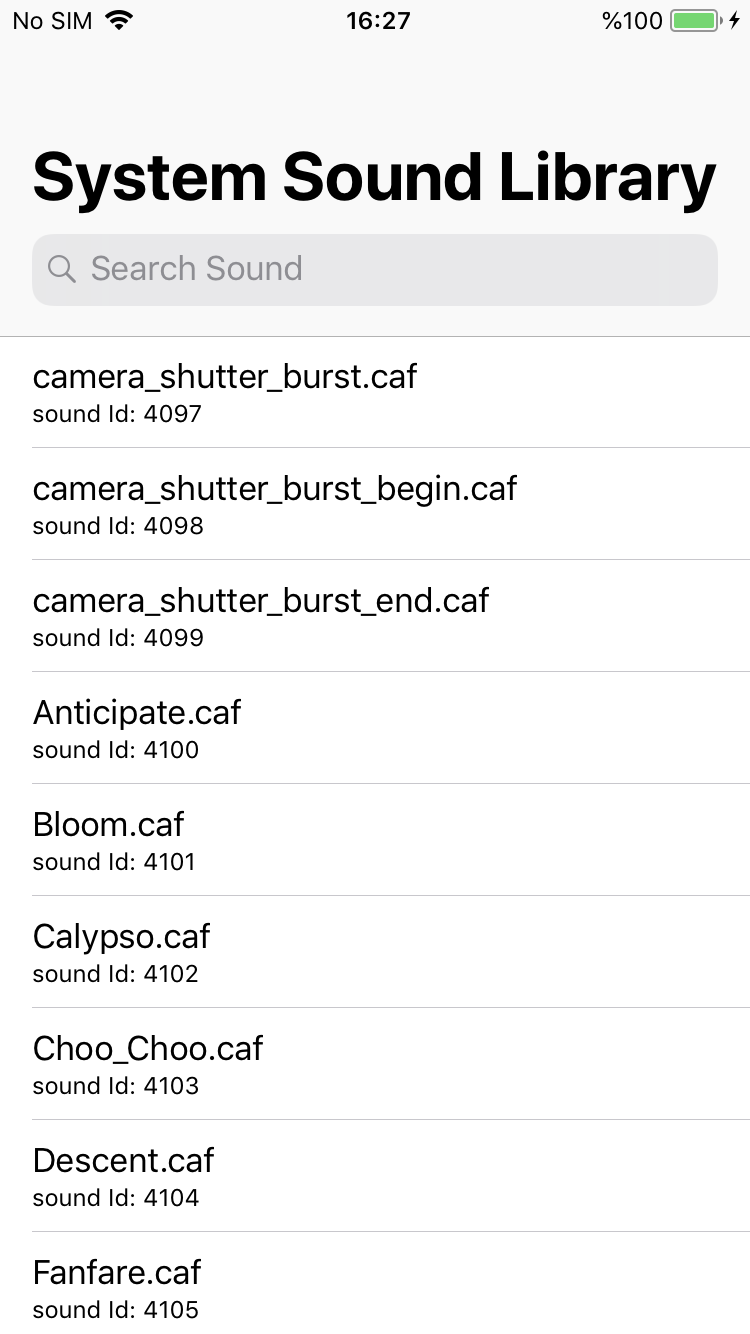 No SIM 16:27 %100
System Sound Library
Search Sound
camera_shutter_burst.caf
sound Id: 4097
camera_shutter_burst_begin.caf
sound Id: 4098
camera_shutter_burst_end.caf
sound Id: 4099
Anticipate.caf
sound Id: 4100
Bloom.caf
sound Id: 4101
Calypso.caf
sound Id: 4102
Choo_Choo.caf
sound Id: 4103
Descent.caf
sound Id: 4104
Fanfare.caf
sound Id: 4105